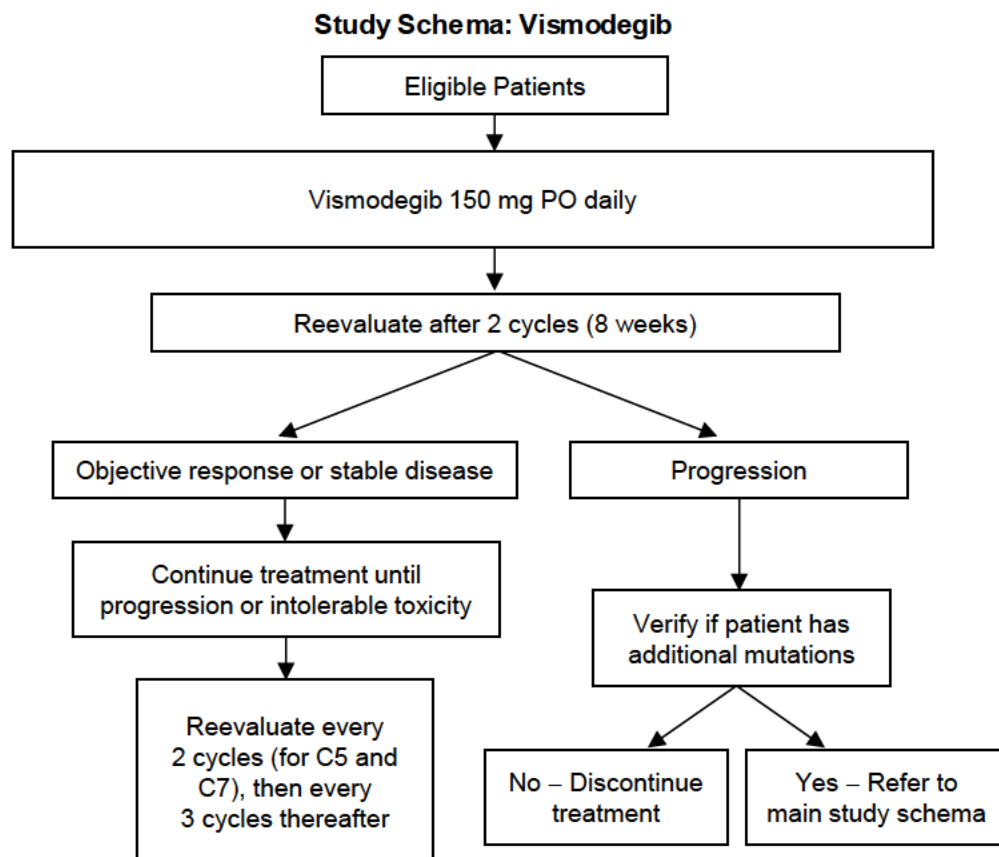 Study Schema: Vismodegib
Eligible Patients
Vismodegib 150 mg PO daily
Reevaluate after 2 cycles (8 weeks)
Objective response or stable disease
Progression
Continue treatment until
progression or intolerable toxicity
Verify if patient has
additional mutations
Reevaluate every
2 cycles (for C5 and
C7), then every
3 cycles thereafter
No – Discontinue
treatment
Yes – Refer to
main study schema